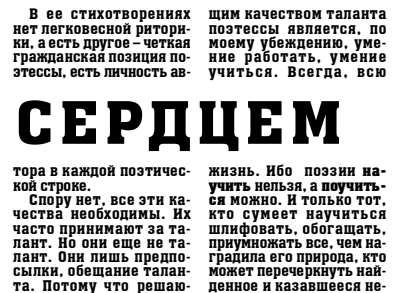 В ее стихотворениях
нет легковесной ритори-
ки, а есть другое – четкая
гражданская позиция по-
этессы, есть личность ав-
щим качеством таланта
поэтессы является, по
моему убеждению, уме-
ние работать, умение
учиться. Всегда, всю
СЕРДЦЕМ
тора в каждой поэтичес-
кой строке.
Спору нет, все эти ка-
чества необходимы. Их
часто принимают за та-
лант. Но они еще не та-
лант. Они лишь предпо-
сылки, обещание талан-
та. Потому что решаю-
жизнь. Ибо поэзии на-
учить нельзя, а поучить-
ся можно. И только тот,
кто сумеет научиться
шлифовать, обогащать,
приумножать все, чем на-
градила его природа, кто
может перечеркнуть най-
денное и казавшееся не-